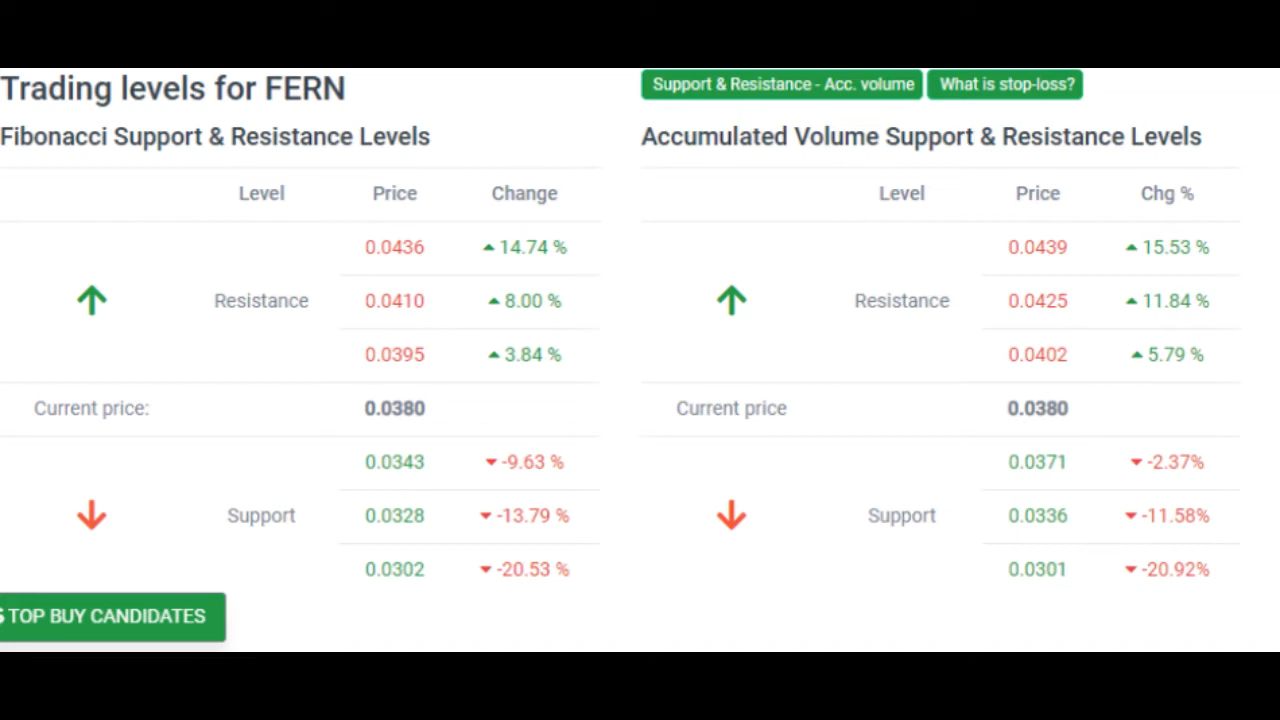 Trading levels for FERN
Support & Resistance - Acc. volume
What is stop-loss?
Fibonacci Support & Resistance Levels
Level Price Change
0.0436 14.74 %
Resistance 0.0410 8.00 %
0.0395 3.84 %
Current price: 0.0380
0.0343 -9.63 %
Support 0.0328 -13.79 %
0.0302 -20.53 %
TOP BUY CANDIDATES
Accumulated Volume Support & Resistance Levels
Level Price Chg %
0.0439 15.53 %
Resistance 0.0425 11.84 %
0.0402 5.79 %
Current price 0.0380
0.0371 -2.37%
Support 0.0336 -11.58%
0.0301 -20.92%